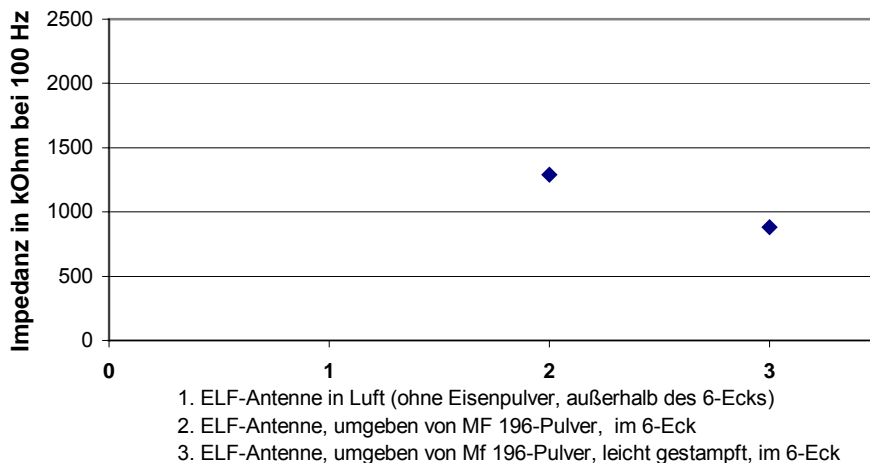 Impedanz in kOhm bei 100 Hz
2500
2000
1500
1000
500
0
0 1 2 3
1. ELF-Antenne in Luft (ohne Eisenpulver, außerhalb des 6-Ecks)
2. ELF-Antenne, umgeben von MF 196-Pulver, im 6-Eck
3. ELF-Antenne, umgeben von Mf 196-Pulver, leicht gestampft, im 6-Eck